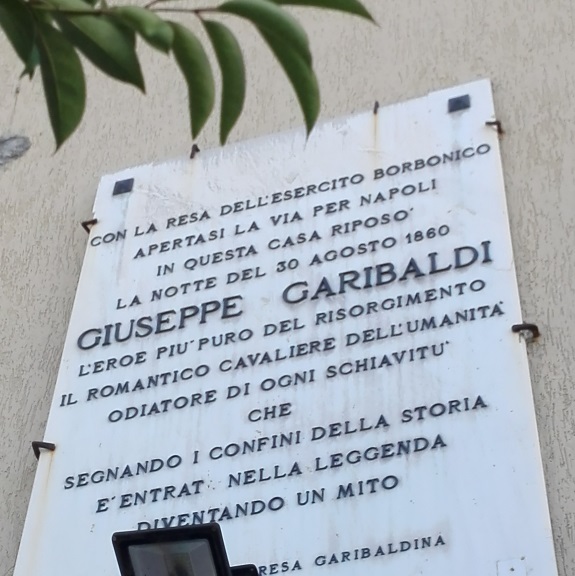 CON LA RESA DELL'ESERCITO BORBONICO
APERTASI LA VIA PER NAPOLI
IN QUESTA CASA RIPOSO'
LA NOTTE DEL 30 AGOSTO 1860
GIUSEPPE GARIBALDI
L'EROE PIU' PURO DEL RISORGIMENTO
IL ROMANTICO CAVALIERE DELL'UMANITA'
ODIATORE DI OGNI SCHIAVITU'
CHE
SEGNANDO I CONFINI DELLA STORIA
E' ENTRAT NELLA LEGGENDA
DIVENTANDO UN MITO
RESA GARIBALDINA